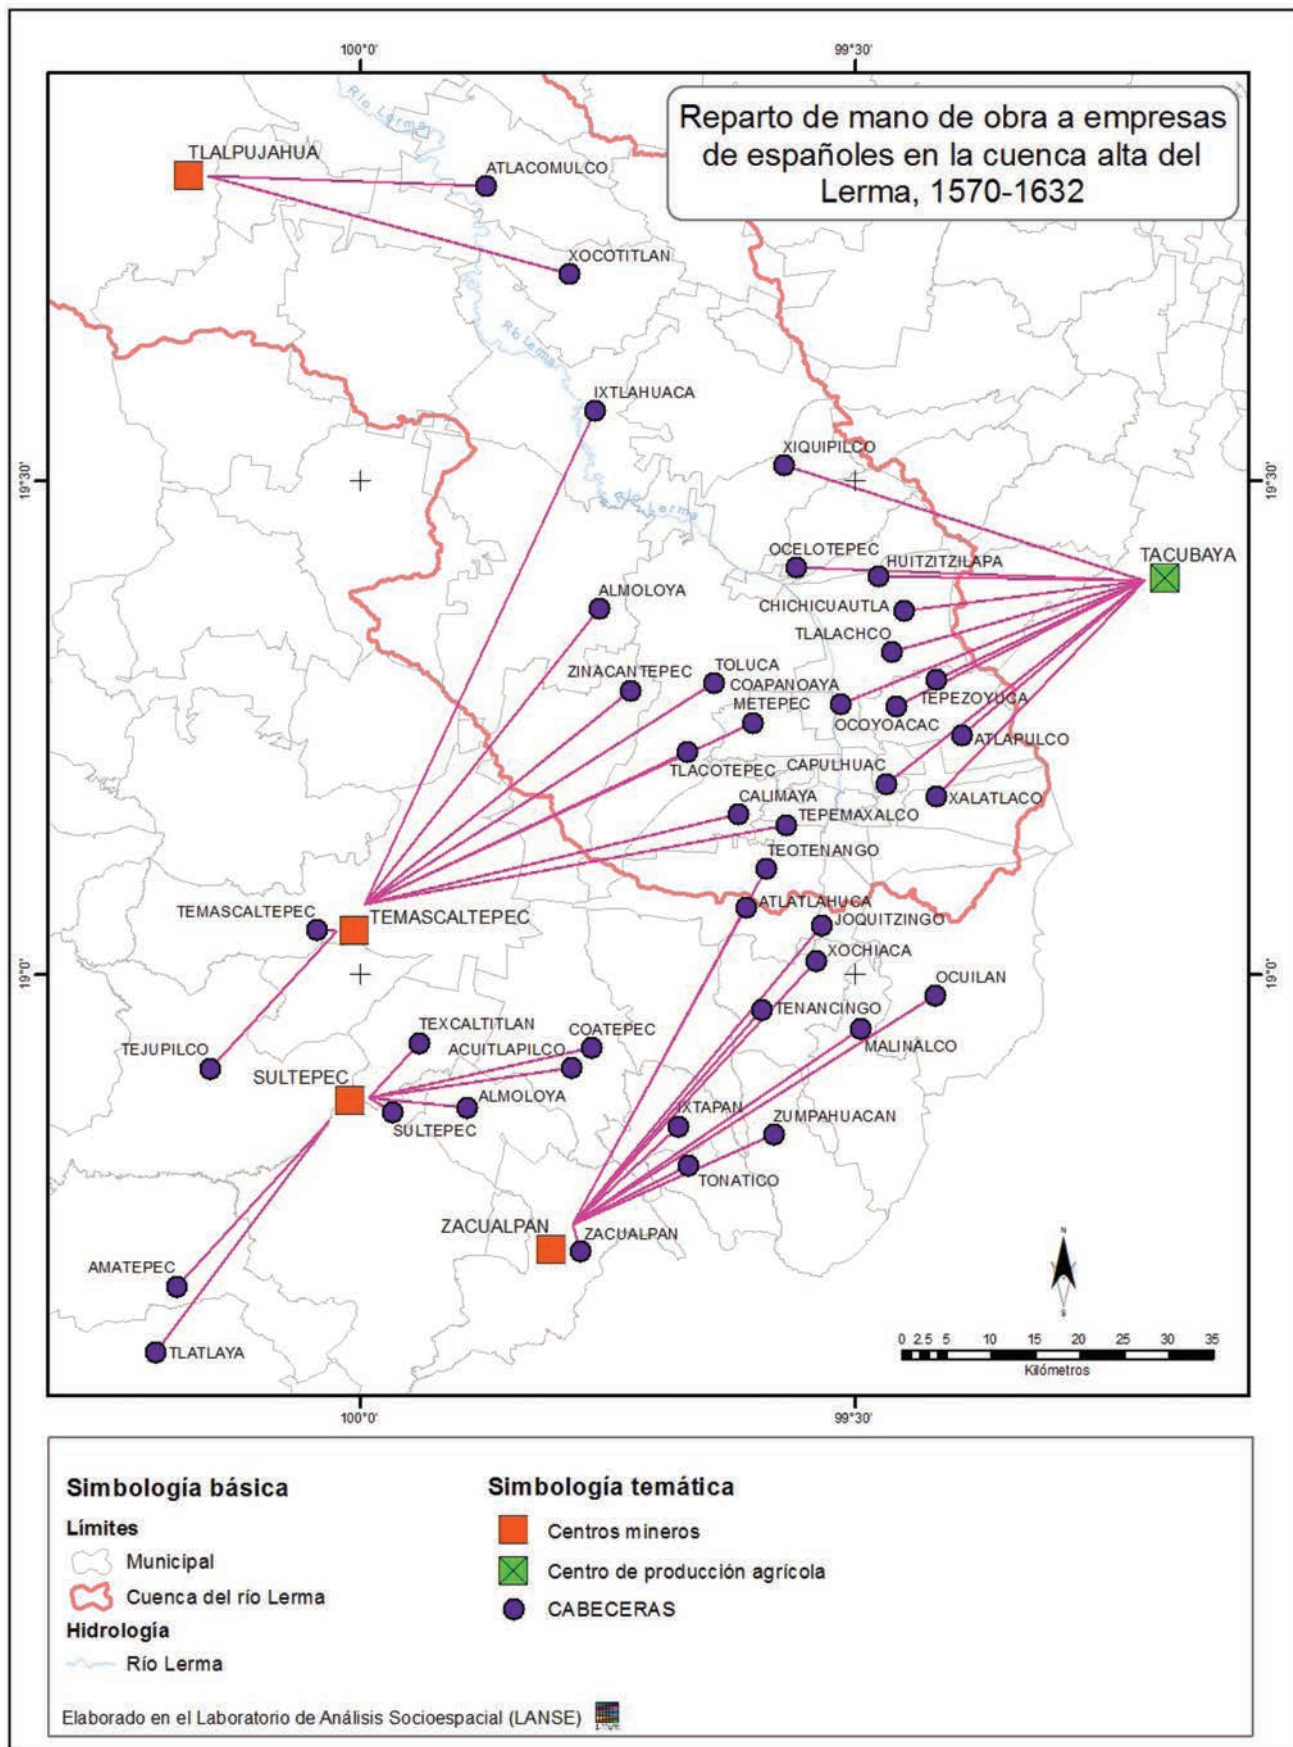 100°0'
99°30'
Reparto de mano de obra a empresas
de españoles en la cuenca alta del
Lerma, 1570-1632
Río Lerma
TLALPUJAHUA
ATLACOMULCO
XOCOTITLAN
Río Lerma
IXTLAHUACA
XIQUIPILCO
19°30'
19°30'
Río Lerma
OCELOTEPEC
HUITZITZILAPA
TACUBAYA
ALMOLOYA
CHICHICUAUTLA
TLALACHCO
ZINACANTEPEC
TOLUCA
COAPANOAYA
METEPEC
TEPEZOYUCA
OCOYOACAC
ATLAPULCO
TLACOTEPEC
CAPULHUAC
CALIMAYA
XALATLACO
TEPEMAXALCO
TEOTENANGO
ATLATLAHUCA
TEMASCALTEPEC
TEMASCALTEPEC
JOQUITZINGO
XOCHIACA
19°0'
19°0'
OCUILAN
TENANCINGO
TEXCALTITLAN
COATEPEC
MALINALCO
ACUITLAPILCO
TEJUPILCO
SULTEPEC
ALMOLOYA
IXTAPAN
ZUMPAHUACAN
SULTEPEC
TONATICO
ZACUALPAN
ZACUALPAN
AMATEPEC
TLATLAYA
N
S
0 2.5 5 10 15 20 25 30 35
Kilómetros
100°0'
99°30'
Simbología básica
Límites
Municipal
Cuenca del río Lerma
Hidrología
Río Lerma
Simbología temática
Centros mineros
Centro de producción agrícola
CABECERAS
Elaborado en el Laboratorio de Análisis Socioespacial (LANSE)